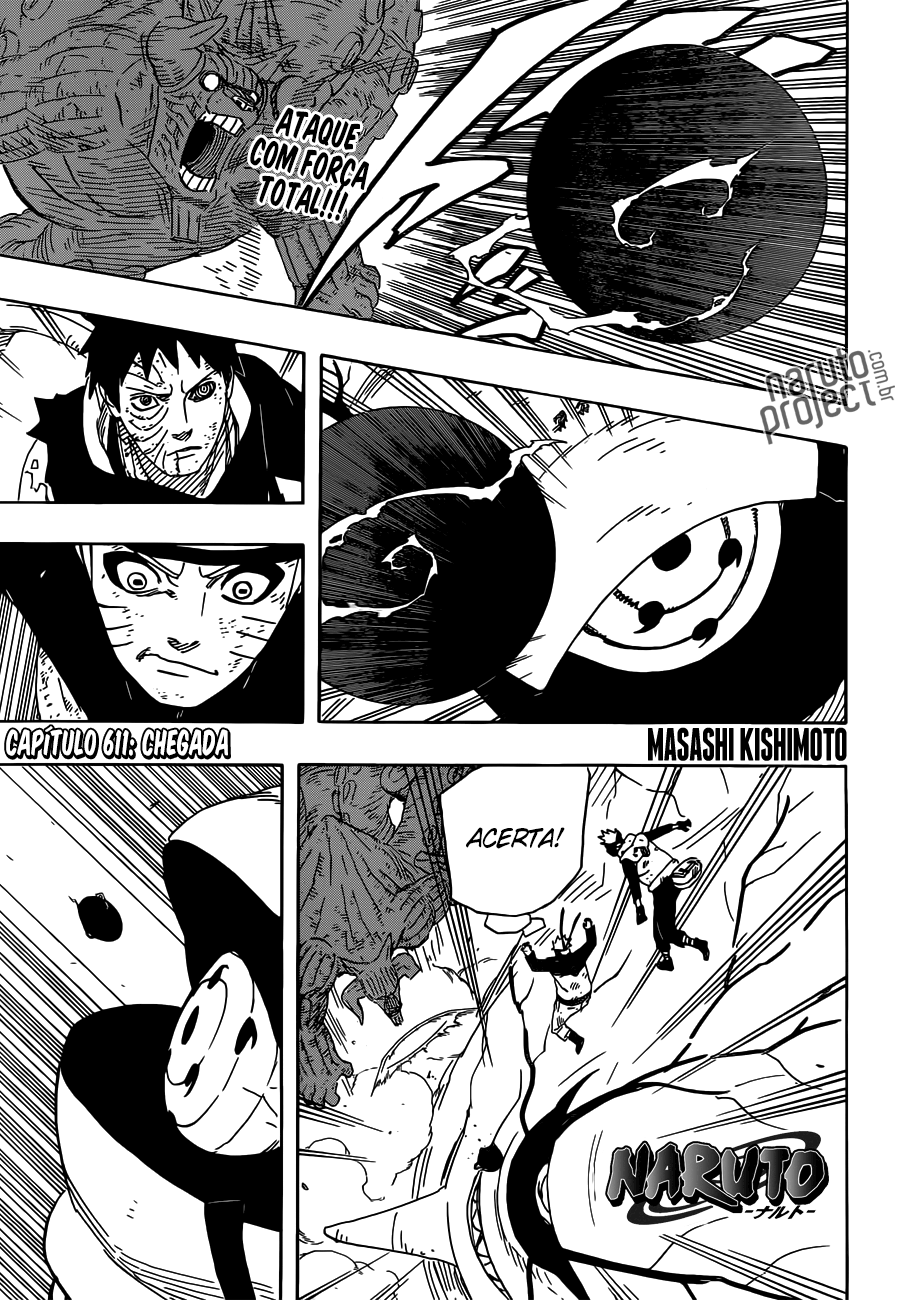 ATAQUE
COM FORÇA
TOTAL!!!
naruto
project
.com.br
CAPÍTULO 611: CHEGADA
MASASHI KISHIMOTO
ACERTA!
NARUTO
-ナルト-